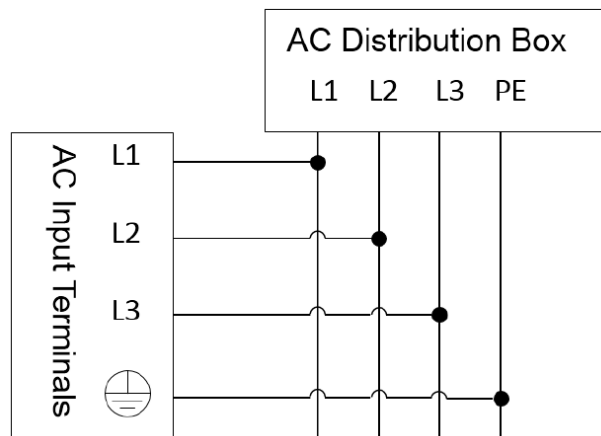 AC Distribution Box
L1 L2 L3 PE
AC Input Terminals
L1
L2
L3